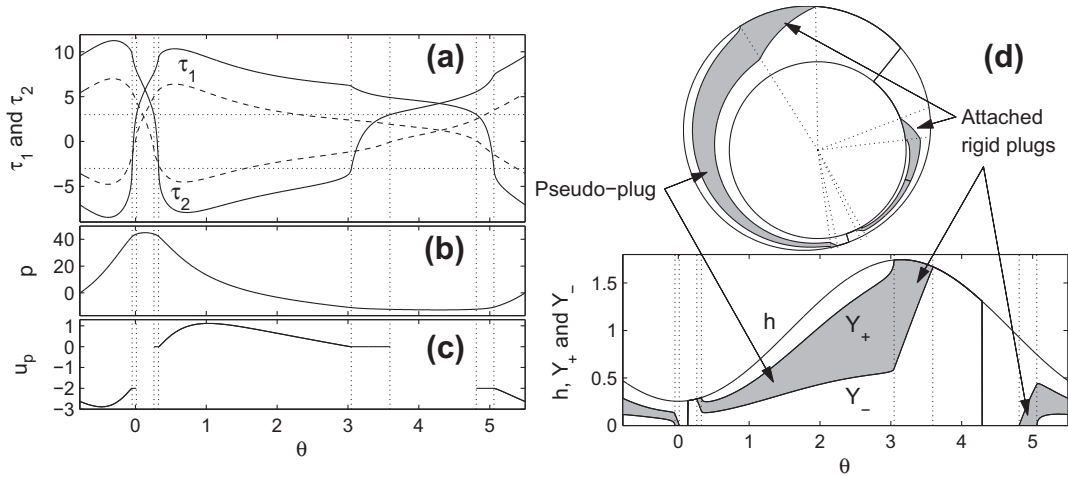 (a)
τ1 and τ2
10
5
0
−5
τ1
τ2
(b)
p
40
20
0
(c)
up
1
0
−1
−2
−3
0 1 2 3 4 5
θ
(d)
Attached
rigid plugs
Pseudo−plug
h, Y+ and Y−
1.5
1
0.5
0
h
Y+
Y−
0 1 2 3 4 5
θ